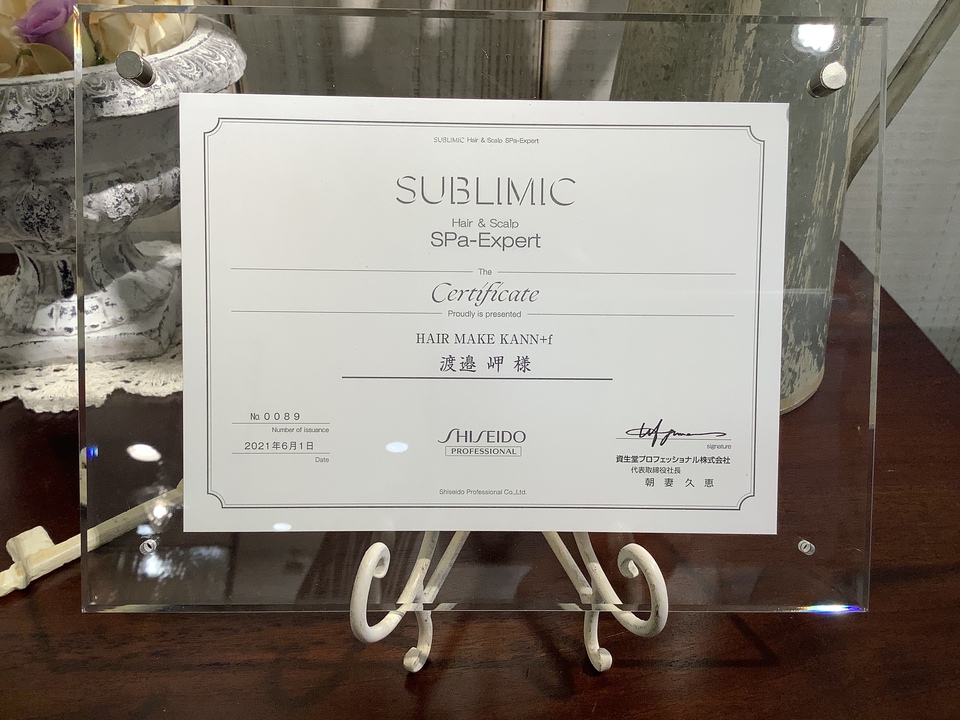 SUBLIMIC Hair & Scalp SPa-Expert
SUBLIMIC
Hair & Scalp
SPa-Expert
The
Certificate
Proudly is presented
HAIR MAKE KANN+f
渡邉 岬 様
№ 0089
Number of issuance
2021年6月1日
Date
SHISEIDO
PROFESSIONAL
signature
資生堂プロフェッショナル株式会社
代表取締役社長
朝妻久恵
Shiseido Professional Co.,Ltd.